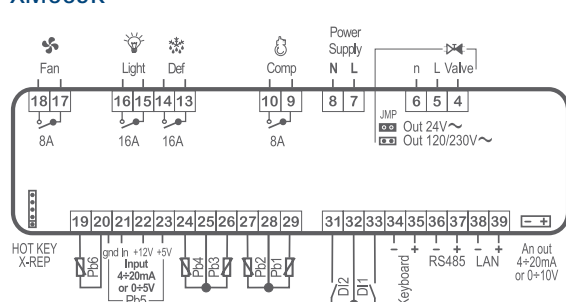 Power
Supply
Fan Light Def Comp N L n L Valve
18 17 16 15 14 13 10 9 8 7 6 5 4
8A 16A 16A 8A
JMP
Out 24V~
Out 120/230V~
19 20 21 22 23 24 25 26 27 28 29 31 32 33 34 35 36 37 38 39 - +
HOT KEY
X-REP
Pb6
gnd In +12V +5V
Input
4÷20mA
or 0÷5V
Pb5
Pb4
Pb3
Pb2
Pb1
DI2
DI1
- + - + - +
Keyboard
RS485 LAN
An out
4÷20mA
or 0÷10V